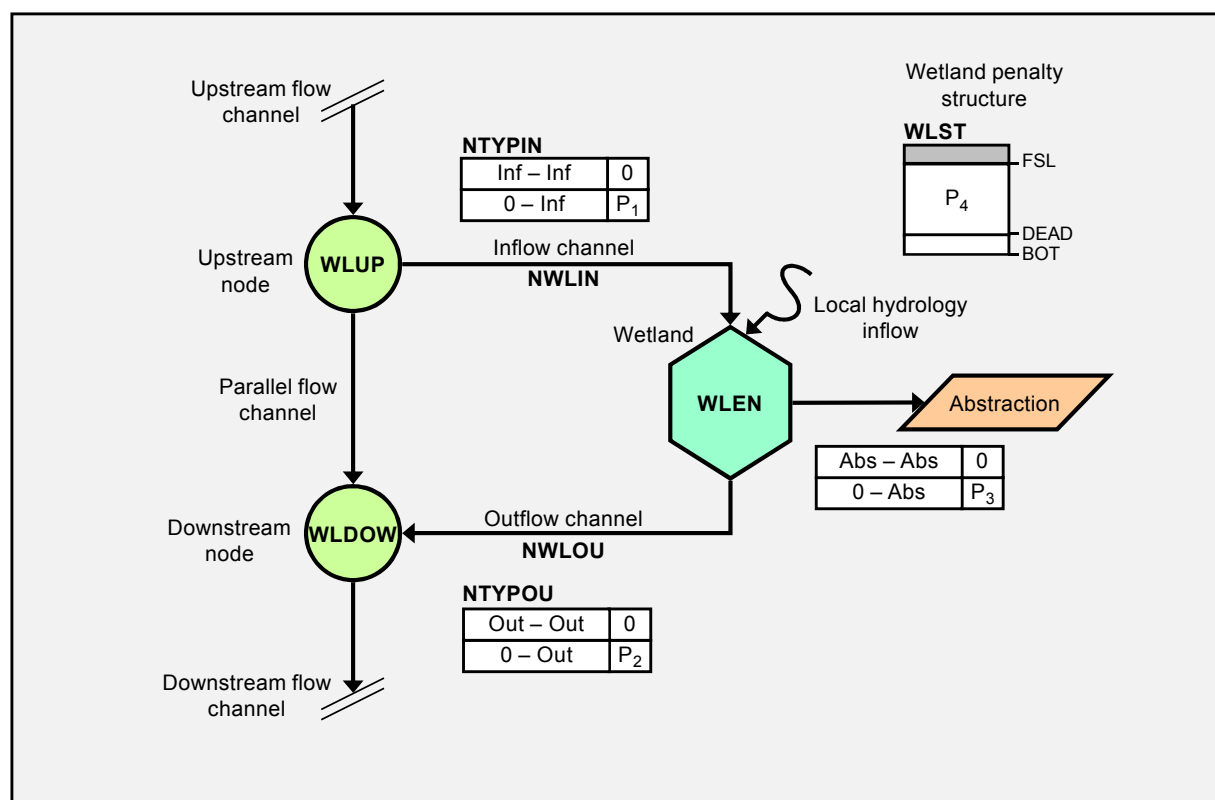 Upstream flow
channel
Wetland penalty
structure
WLST
FSL
P₄
DEAD
BOT
NTYPIN
Inf – Inf 0
0 – Inf P₁
Upstream
node
WLUP
Inflow channel
NWLIN
Local hydrology
inflow
Wetland
WLEN
Abstraction
Parallel flow
channel
Abs – Abs 0
0 – Abs P₃
Downstream
node
WLDOW
Outflow channel
NWLOU
NTYPOU
Out – Out 0
0 – Out P₂
Downstream flow
channel